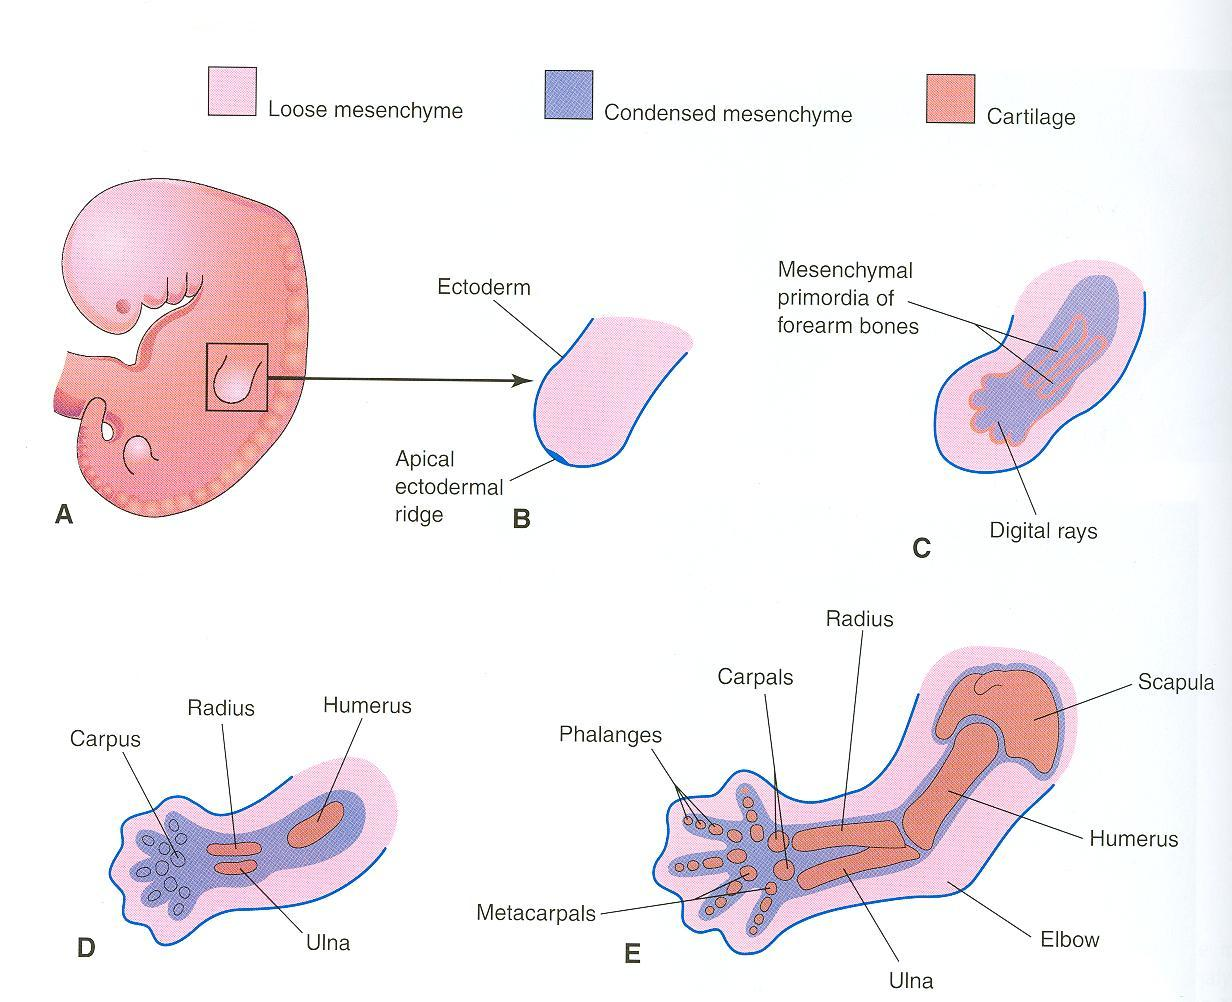 Loose mesenchyme
Condensed mesenchyme
Cartilage
Ectoderm
Apical
ectodermal
ridge
A
B
Mesenchymal
primordia of
forearm bones
Digital rays
C
Carpus
Radius
Humerus
Ulna
D
Phalanges
Carpals
Radius
Scapula
Humerus
Elbow
Ulna
Metacarpals
E